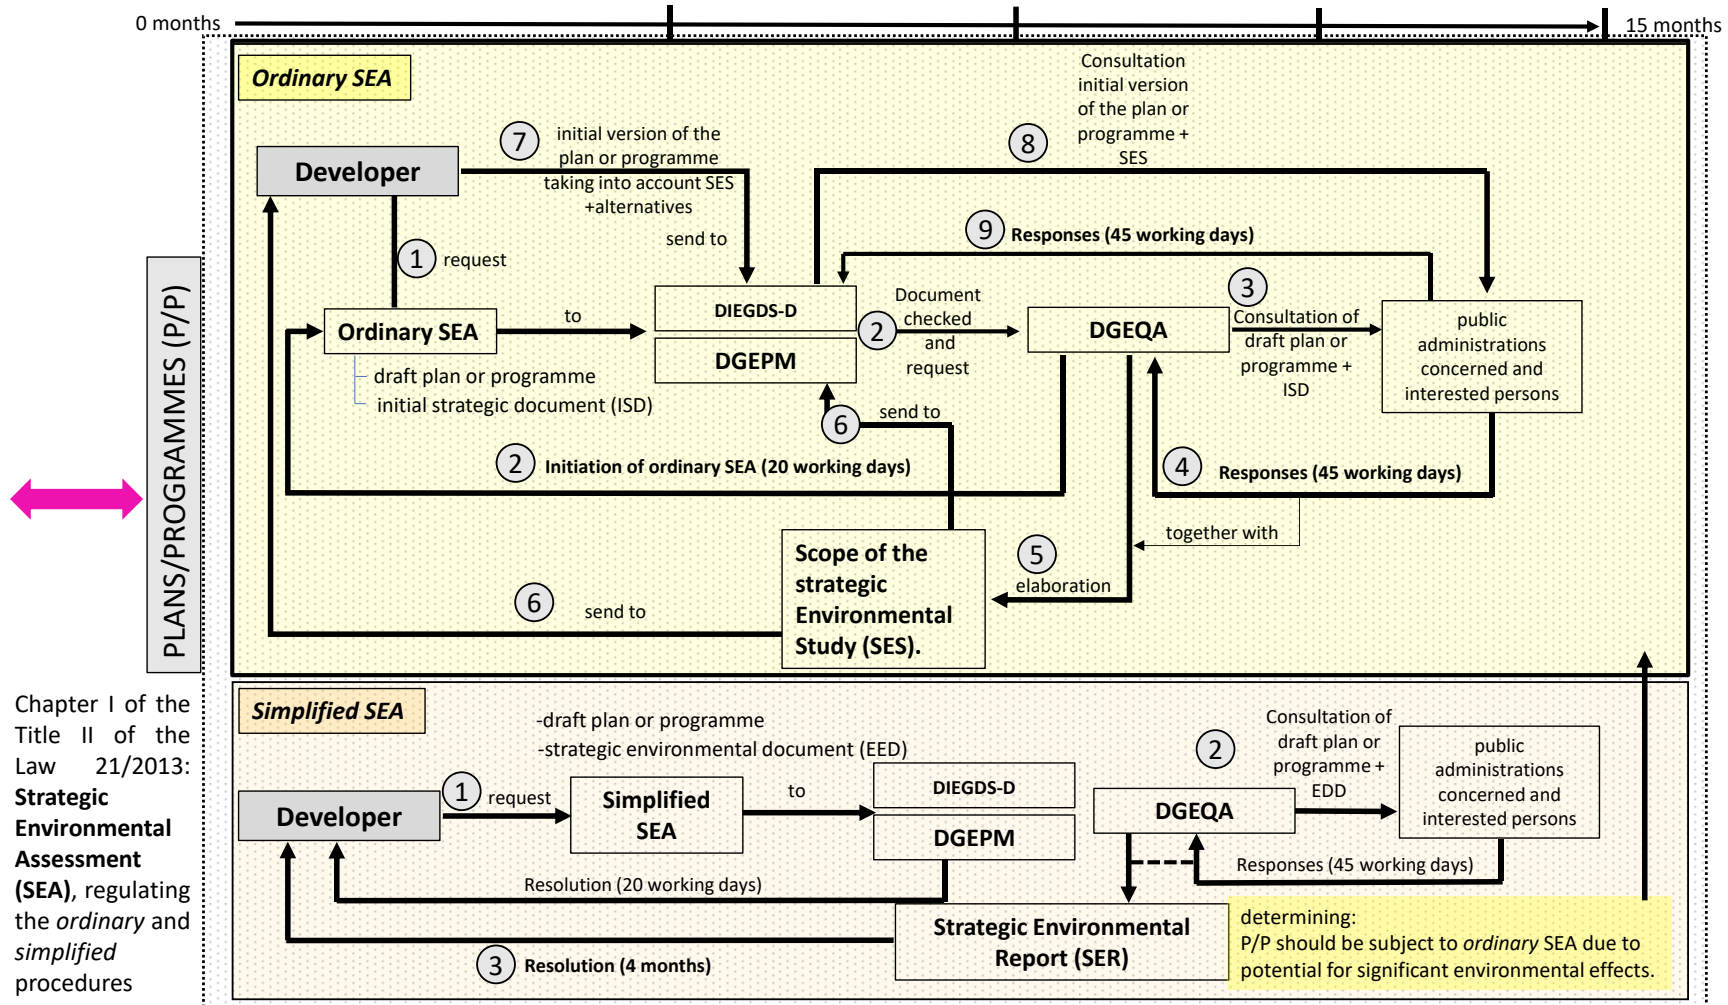 0 months
15 months
Ordinary SEA
Consultation
initial version
of the plan or
programme +
SES
7
initial version of the
plan or programme
taking into account SES
+alternatives
8
Developer
send to
9
Responses (45 working days)
1
request
DIEGDS-D
DGEPM
2
Document
checked
and
request
3
Consultation of
draft plan or
programme +
ISD
DGEQA
public
administrations
concerned and
interested persons
Ordinary SEA
to
draft plan or programme
initial strategic document (ISD)
6
send to
2
Initiation of ordinary SEA (20 working days)
4
Responses (45 working days)
together with
5
elaboration
Scope of the
strategic
Environmental
Study (SES).
6
send to
PLANS/PROGRAMMES (P/P)
Chapter I of the
Title II of the
Law 21/2013:
Strategic
Environmental
Assessment
(SEA), regulating
the ordinary and
simplified
procedures
Simplified SEA
-draft plan or programme
-strategic environmental document (EED)
Developer
1
request
Simplified
SEA
to
DIEGDS-D
DGEPM
2
Consultation of
draft plan or
programme +
EDD
DGEQA
public
administrations
concerned and
interested persons
Responses (45 working days)
Resolution (20 working days)
Strategic Environmental
Report (SER)
3
Resolution (4 months)
determining:
P/P should be subject to ordinary SEA due to
potential for significant environmental effects.